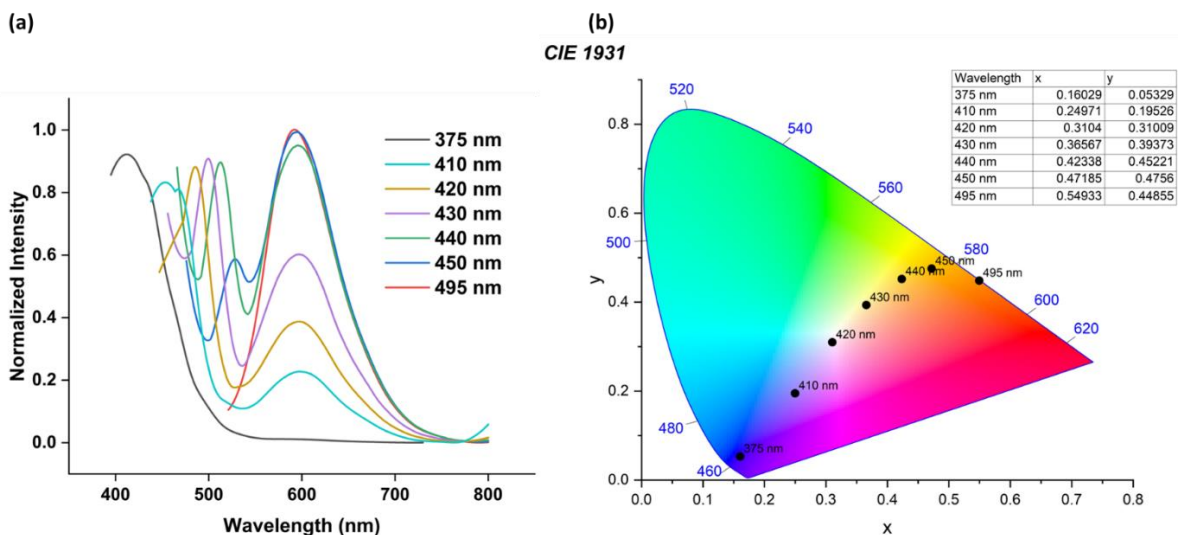 (a)
(b)
CIE 1931
Normalized Intensity
1.0
0.8
0.6
0.4
0.2
0.0
375 nm
410 nm
420 nm
430 nm
440 nm
450 nm
495 nm
400 500 600 700 800
Wavelength (nm)
Wavelength x y
375 nm 0.16029 0.05329
410 nm 0.24971 0.19526
420 nm 0.3104 0.31009
430 nm 0.36567 0.39373
440 nm 0.42338 0.45221
450 nm 0.47185 0.4756
495 nm 0.54933 0.44855
y
0.8
0.6
0.4
0.2
0.0
520
540
560
500
580
600
620
480
460
450 nm
440 nm
495 nm
430 nm
420 nm
410 nm
375 nm
0.0 0.1 0.2 0.3 0.4 0.5 0.6 0.7 0.8
x